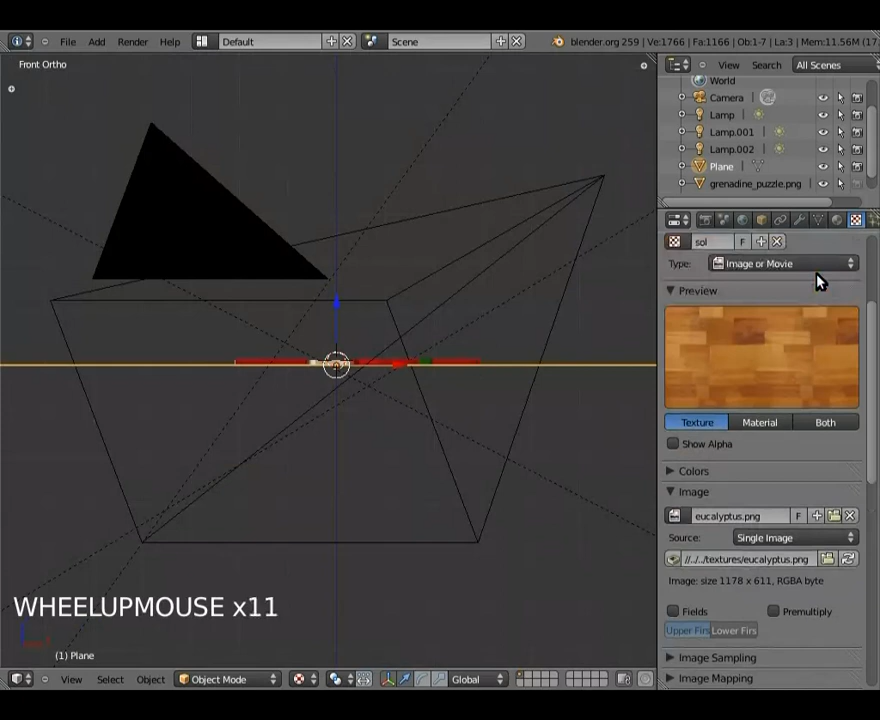 File Add Render Help Default Scene blender.org 259 | Ve:1766 | Fa:1166 | Ob:1-7 | La:3 | Mem:11.56M (17
Front Ortho
View Search All Scenes
World
Camera
Lamp
Lamp.001
Lamp.002
Plane
grenadine_puzzle.png
sol F
Type: Image or Movie
Preview
Texture Material Both
Show Alpha
Colors
Image
eucalyptus.png F
Source: Single Image
//../../textures/eucalyptus.png
Image: size 1178 x 611, RGBA byte
Fields Premultiply
Upper Firs Lower Firs
Image Sampling
Image Mapping
WHEELUPMOUSE x11
(1) Plane
View Select Object Object Mode Global